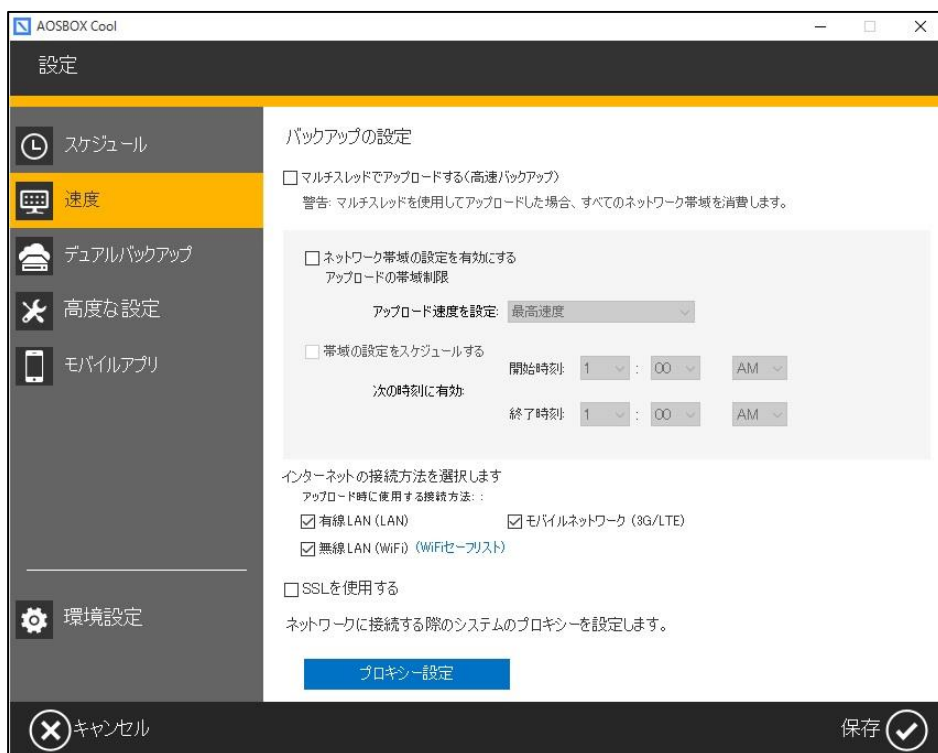 AOSBOX Cool
設定
スケジュール
速度
デュアルバックアップ
高度な設定
モバイルアプリ
環境設定
バックアップの設定
マルチスレッドでアップロードする(高速バックアップ)
警告: マルチスレッドを使用してアップロードした場合、すべてのネットワーク帯域を消費します。
ネットワーク帯域の設定を有効にする
アップロードの帯域制限
アップロード速度を設定: 最高速度
帯域の設定をスケジュールする
開始時刻: 1 : 00 AM
次の時刻に有効:
終了時刻: 1 : 00 AM
インターネットの接続方法を選択します
アップロード時に使用する接続方法: :
有線LAN (LAN) モバイルネットワーク (3G/LTE)
無線LAN (WiFi) (WiFiセーフリスト)
SSLを使用する
ネットワークに接続する際のシステムのプロキシーを設定します。
プロキシー設定
キャンセル 保存